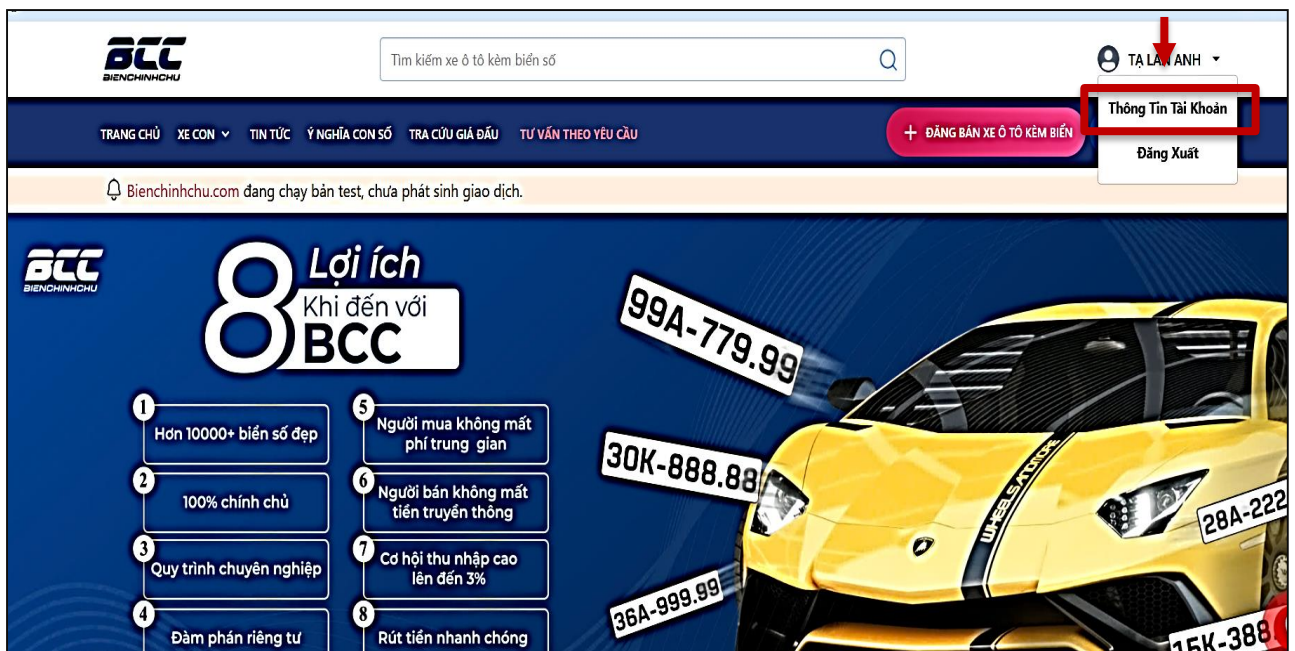 BCC
BIENCHINHCHU
Tìm kiếm xe ô tô kèm biển số
TẠ LAN ANH
Thông Tin Tài Khoản
Đăng Xuất
TRANG CHỦ XE CON TIN TỨC Ý NGHĨA CON SỐ TRA CỨU GIÁ ĐẤU TƯ VẤN THEO YÊU CẦU
+ ĐĂNG BÁN XE Ô TÔ KÈM BIỂN
Bienchinhchu.com đang chạy bản test, chưa phát sinh giao dịch.
BCC
BIENCHINHCHU
8 Lợi ích
Khi đến với
BCC
1
Hơn 10000+ biển số đẹp
2
100% chính chủ
3
Quy trình chuyên nghiệp
4
Đàm phán riêng tư
5
Người mua không mất
phí trung gian
6
Người bán không mất
tiền truyền thông
7
Cơ hội thu nhập cao
lên đến 3%
8
Rút tiền nhanh chóng
99A-779.99
30K-888.88
36A-999.99
28A-222
15K-388
WHEELSANDMORE